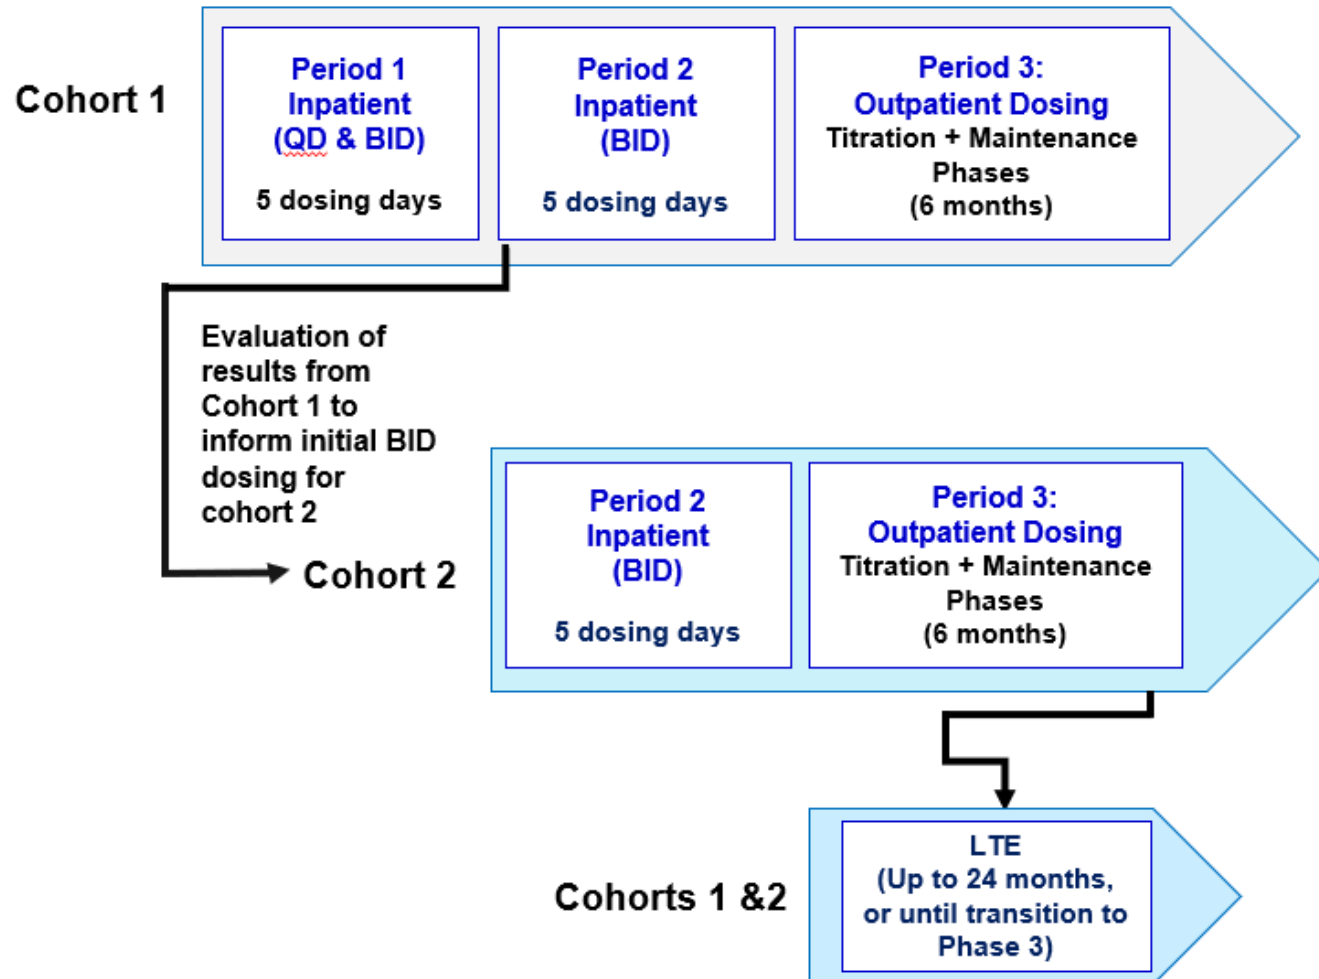 Cohort 1
Period 1
Inpatient
(QD & BID)
5 dosing days
Period 2
Inpatient
(BID)
5 dosing days
Period 3:
Outpatient Dosing
Titration + Maintenance
Phases
(6 months)
Evaluation of
results from
Cohort 1 to
inform initial BID
dosing for
cohort 2
Cohort 2
Period 2
Inpatient
(BID)
5 dosing days
Period 3:
Outpatient Dosing
Titration + Maintenance
Phases
(6 months)
Cohorts 1 &2
LTE
(Up to 24 months,
or until transition to
Phase 3)